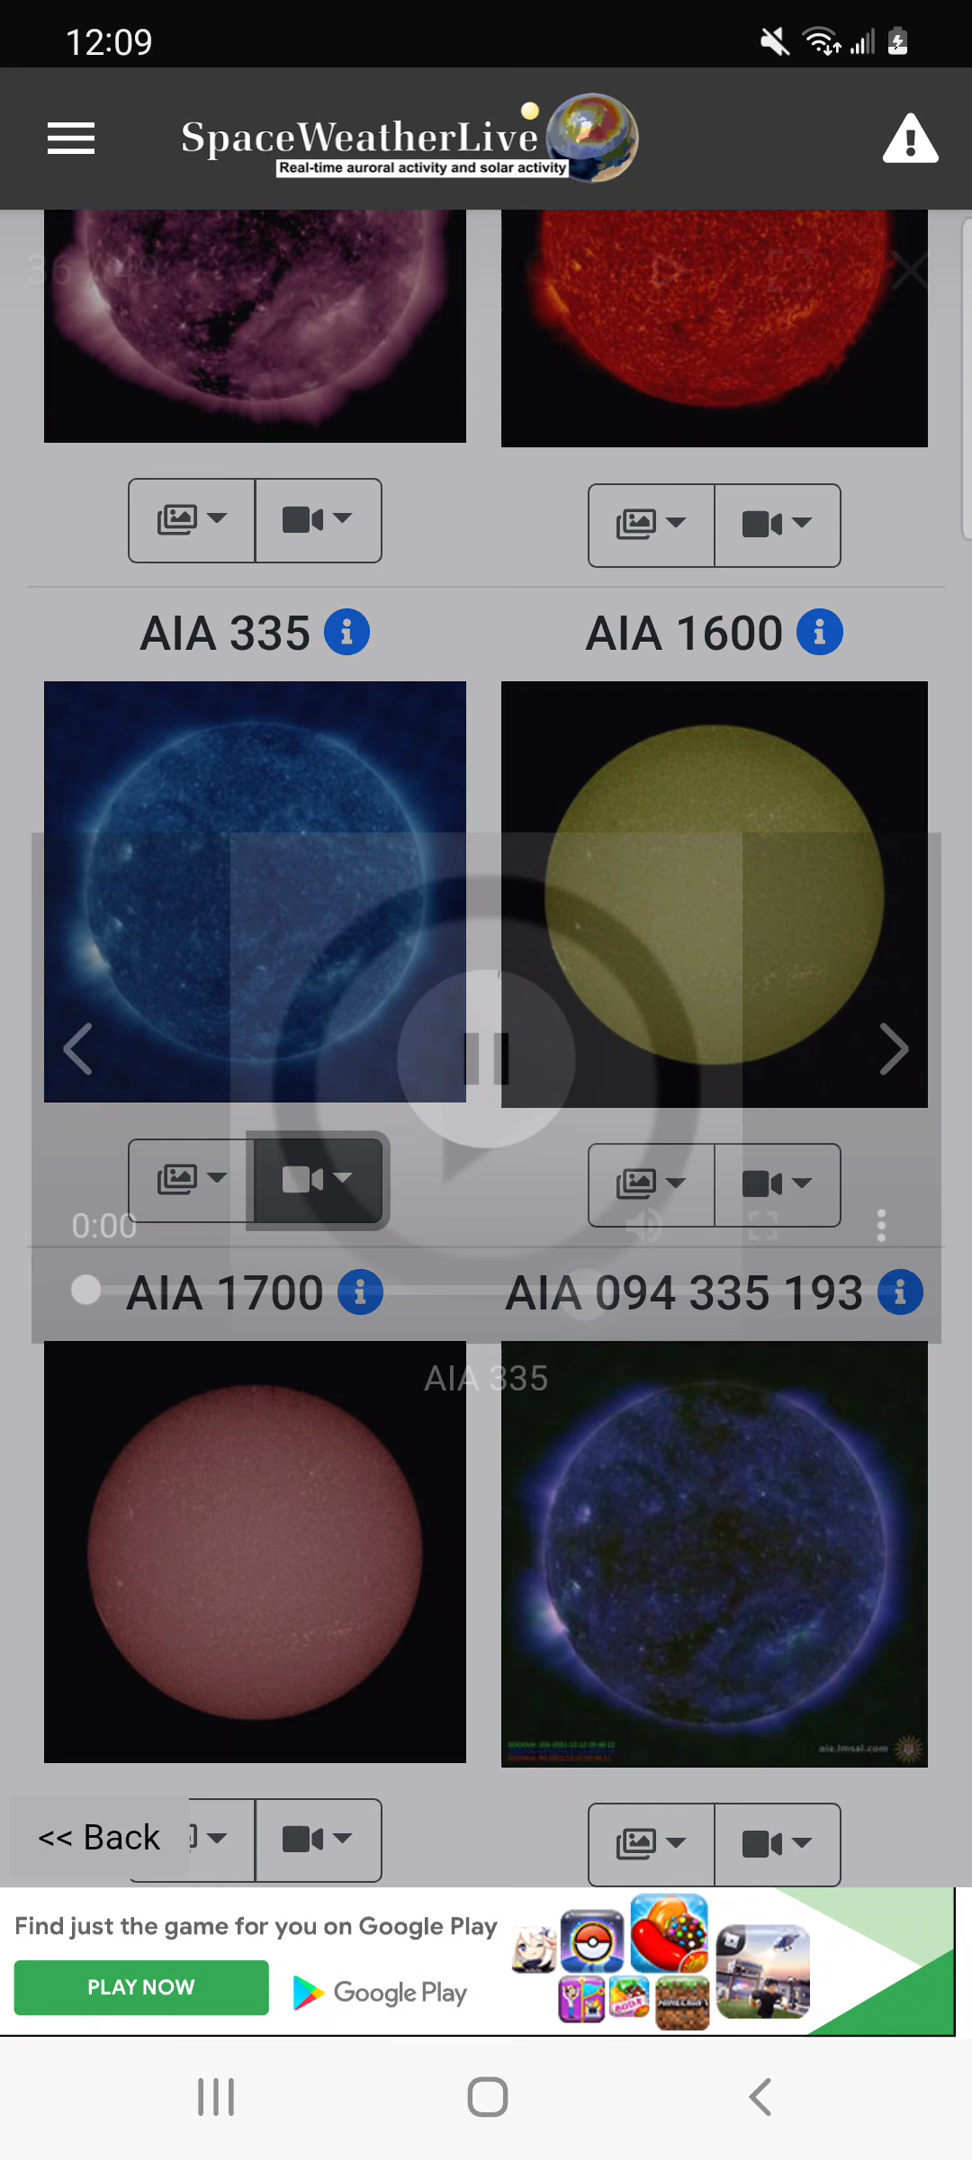 12:09
SpaceWeatherLive
Real-time auroral activity and solar activity
AIA 335
AIA 1600
0:00
AIA 1700
AIA 094 335 193
AIA 335
aia.lmsal.com
<< Back
Find just the game for you on Google Play
PLAY NOW
Google Play
MINECRAFT